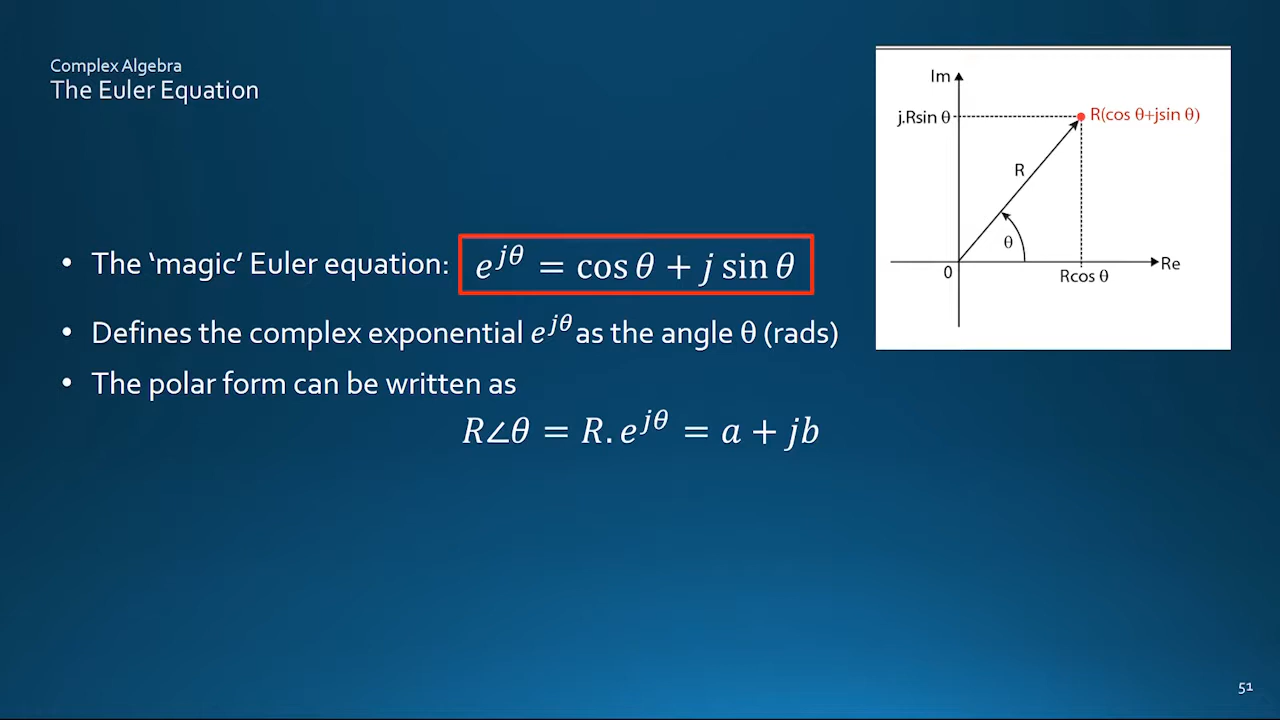 Complex Algebra
The Euler Equation
• The ‘magic’ Euler equation: e^{jθ} = cos θ + j sin θ
• Defines the complex exponential e^{jθ} as the angle θ (rads)
• The polar form can be written as
R∠θ = R. e^{jθ} = a + jb
Im
j.Rsin θ
R(cos θ+jsin θ)
R
θ
0
Re
Rcos θ
51